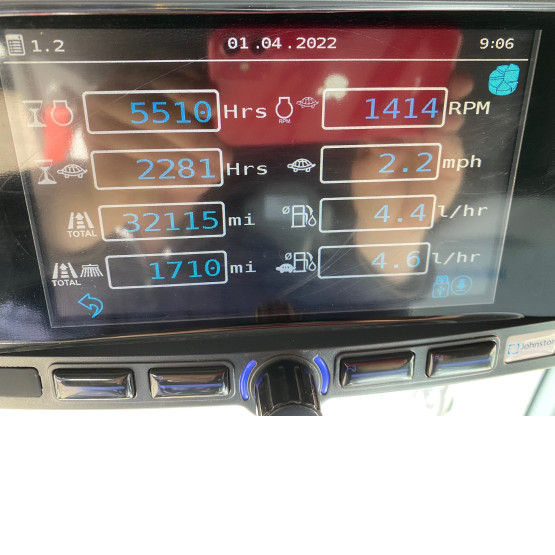 1.2 01.04.2022 9:06
5510 Hrs RPM 1414 RPM
2281 Hrs 2.2 mph
32115 mi 4.4 l/hr
TOTAL
1710 mi 4.6 l/hr
TOTAL
Johnston